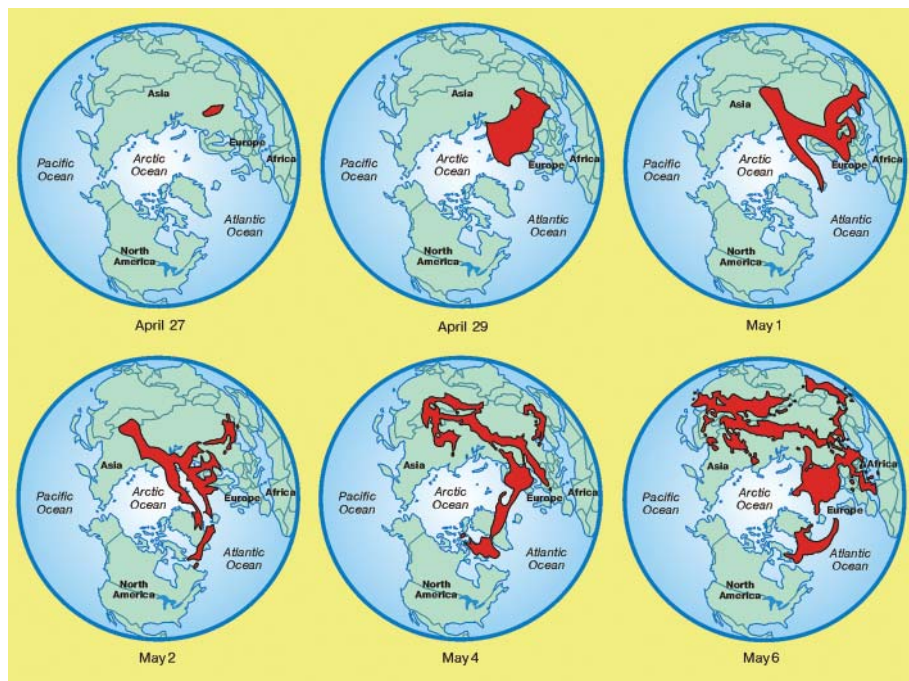 Asia
Europe
Africa
Pacific
Ocean
Arctic
Ocean
Atlantic
Ocean
North
America
April 27
Asia
Europe
Africa
Pacific
Ocean
Arctic
Ocean
Atlantic
Ocean
North
America
April 29
Asia
Europe
Africa
Pacific
Ocean
Arctic
Ocean
Atlantic
Ocean
North
America
May 1
Asia
Europe
Africa
Pacific
Ocean
Arctic
Ocean
Atlantic
Ocean
North
America
May 2
Asia
Europe
Africa
Pacific
Ocean
Arctic
Ocean
Atlantic
Ocean
North
America
May 4
Asia
Africa
Pacific
Ocean
Arctic
Ocean
Europe
Atlantic
Ocean
North
America
May 6